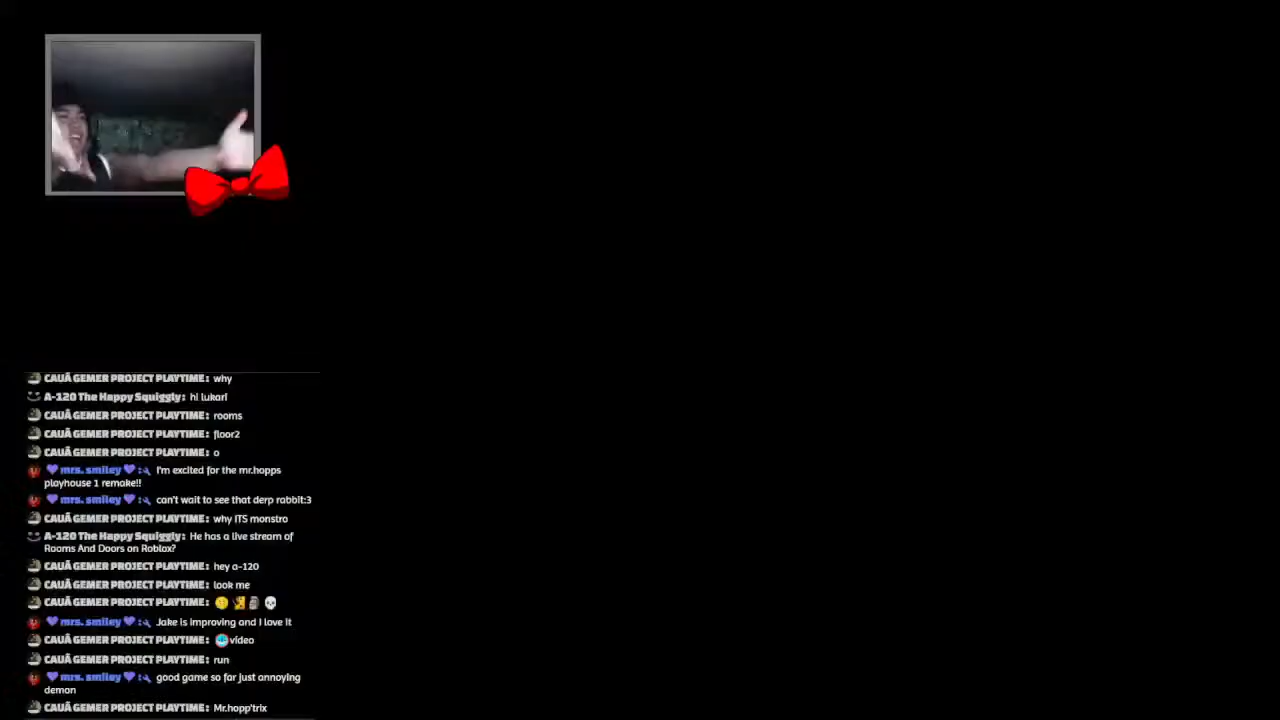 CAUÃ GEMER PROJECT PLAYTIME: why
A-120 The Happy Squiggly: hi lukari
CAUÃ GEMER PROJECT PLAYTIME: rooms
CAUÃ GEMER PROJECT PLAYTIME: floor2
CAUÃ GEMER PROJECT PLAYTIME: o
💜 mrs. smiley 💜: I'm excited for the mr.hopps
playhouse 1 remake!!
💜 mrs. smiley 💜: can't wait to see that derp rabbit:3
CAUÃ GEMER PROJECT PLAYTIME: why ITS monstro
A-120 The Happy Squiggly: He has a live stream of
Rooms And Doors on Roblox?
CAUÃ GEMER PROJECT PLAYTIME: hey a-120
CAUÃ GEMER PROJECT PLAYTIME: look me
CAUÃ GEMER PROJECT PLAYTIME:
💜 mrs. smiley 💜: Jake is improving and I love it
CAUÃ GEMER PROJECT PLAYTIME: video
CAUÃ GEMER PROJECT PLAYTIME: run
💜 mrs. smiley 💜: good game so far just annoying
demon
CAUÃ GEMER PROJECT PLAYTIME: Mr.hopp'trix